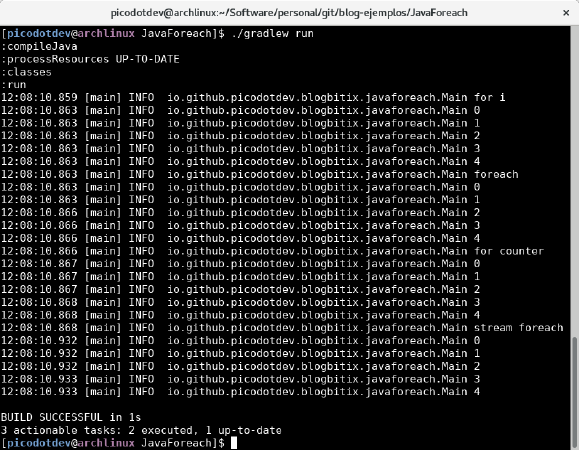 picodotdev@archlinux:~/Software/personal/git/blog-ejemplos/JavaForeach
[picodotdev@archlinux JavaForeach]$ ./gradlew run
:compileJava
:processResources UP-TO-DATE
:classes
:run
12:08:10.859 [main] INFO  io.github.picodotdev.blogbitix.javaforeach.Main for i
12:08:10.863 [main] INFO  io.github.picodotdev.blogbitix.javaforeach.Main 0
12:08:10.863 [main] INFO  io.github.picodotdev.blogbitix.javaforeach.Main 1
12:08:10.863 [main] INFO  io.github.picodotdev.blogbitix.javaforeach.Main 2
12:08:10.863 [main] INFO  io.github.picodotdev.blogbitix.javaforeach.Main 3
12:08:10.863 [main] INFO  io.github.picodotdev.blogbitix.javaforeach.Main 4
12:08:10.863 [main] INFO  io.github.picodotdev.blogbitix.javaforeach.Main foreach
12:08:10.863 [main] INFO  io.github.picodotdev.blogbitix.javaforeach.Main 0
12:08:10.863 [main] INFO  io.github.picodotdev.blogbitix.javaforeach.Main 1
12:08:10.866 [main] INFO  io.github.picodotdev.blogbitix.javaforeach.Main 2
12:08:10.866 [main] INFO  io.github.picodotdev.blogbitix.javaforeach.Main 3
12:08:10.866 [main] INFO  io.github.picodotdev.blogbitix.javaforeach.Main 4
12:08:10.866 [main] INFO  io.github.picodotdev.blogbitix.javaforeach.Main for counter
12:08:10.867 [main] INFO  io.github.picodotdev.blogbitix.javaforeach.Main 0
12:08:10.867 [main] INFO  io.github.picodotdev.blogbitix.javaforeach.Main 1
12:08:10.867 [main] INFO  io.github.picodotdev.blogbitix.javaforeach.Main 2
12:08:10.868 [main] INFO  io.github.picodotdev.blogbitix.javaforeach.Main 3
12:08:10.868 [main] INFO  io.github.picodotdev.blogbitix.javaforeach.Main 4
12:08:10.868 [main] INFO  io.github.picodotdev.blogbitix.javaforeach.Main stream foreach
12:08:10.932 [main] INFO  io.github.picodotdev.blogbitix.javaforeach.Main 0
12:08:10.932 [main] INFO  io.github.picodotdev.blogbitix.javaforeach.Main 1
12:08:10.932 [main] INFO  io.github.picodotdev.blogbitix.javaforeach.Main 2
12:08:10.933 [main] INFO  io.github.picodotdev.blogbitix.javaforeach.Main 3
12:08:10.933 [main] INFO  io.github.picodotdev.blogbitix.javaforeach.Main 4
BUILD SUCCESSFUL in 1s
3 actionable tasks: 2 executed, 1 up-to-date
[picodotdev@archlinux JavaForeach]$